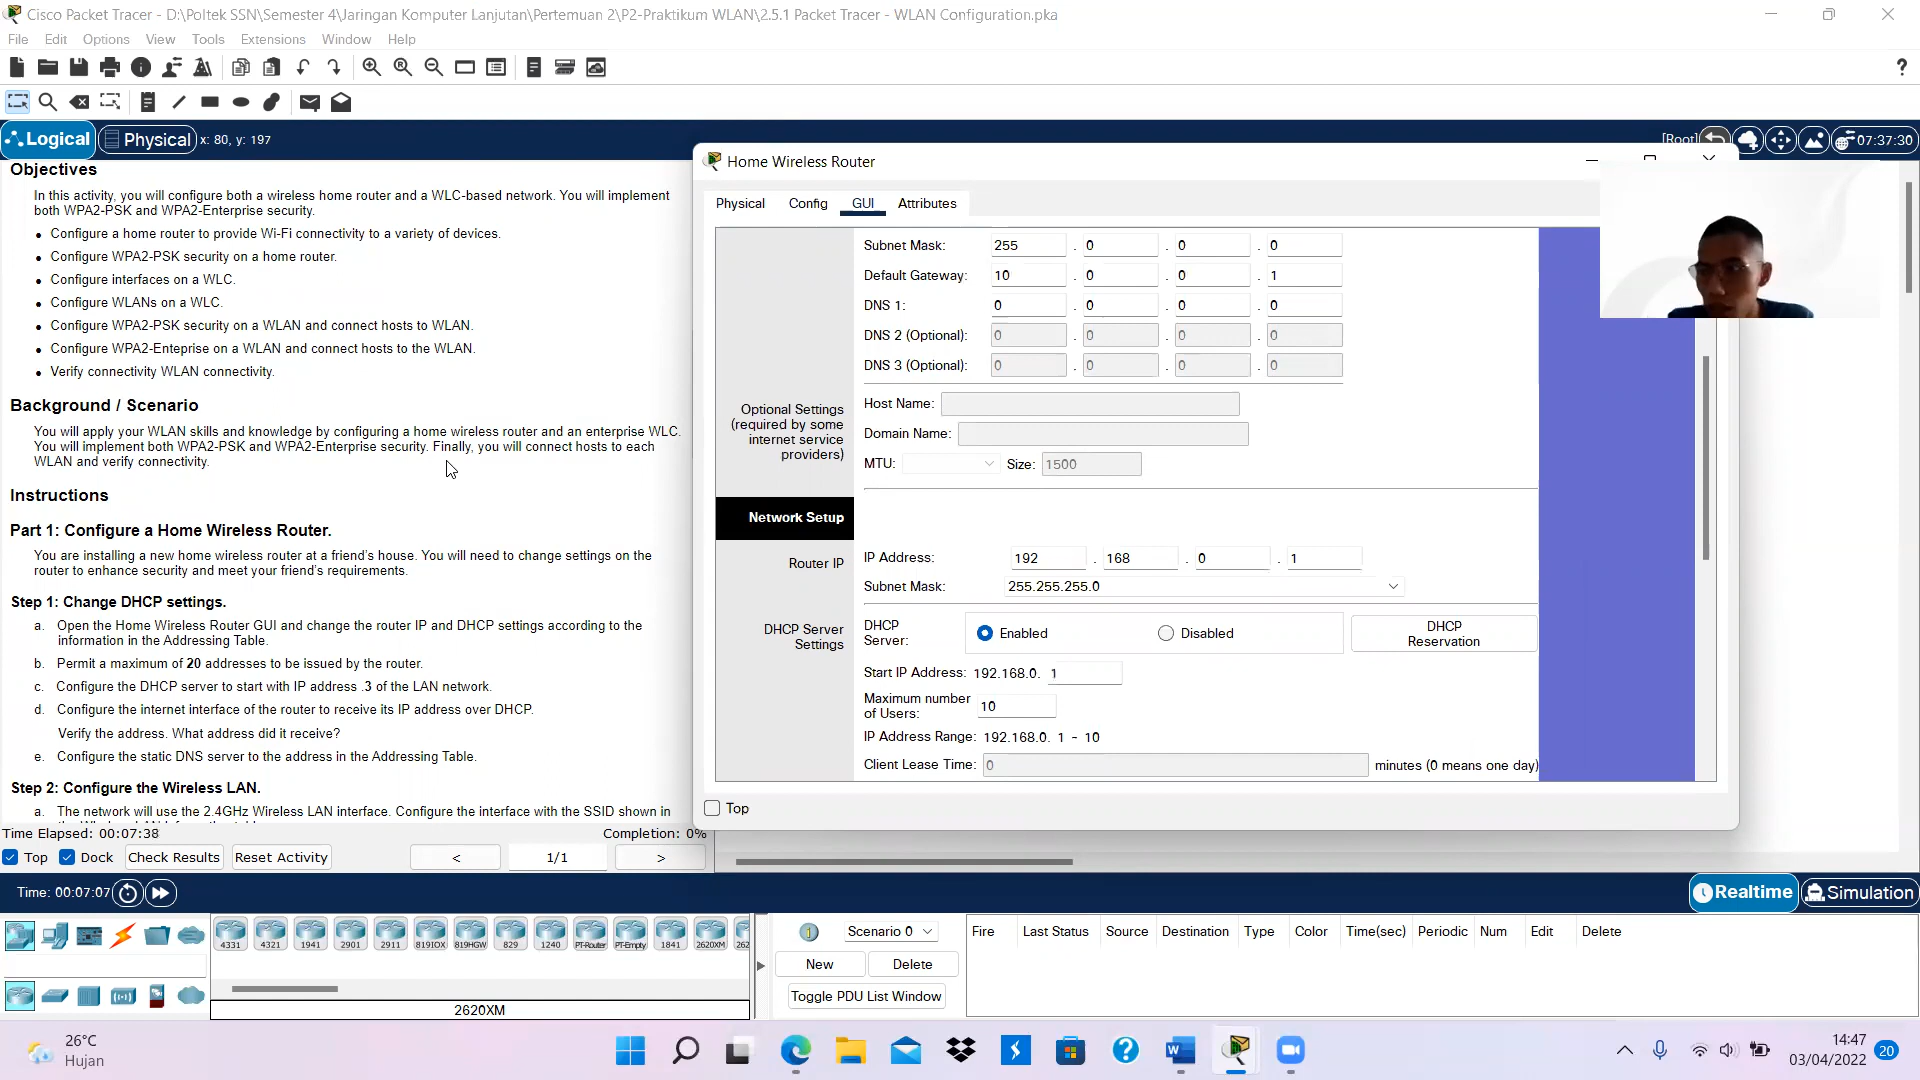 Cisco Packet Tracer - D:\Poltek SSN\Semester 4\Jaringan Komputer Lanjutan\Pertemuan 2\P2-Praktikum WLAN\2.5.1 Packet Tracer - WLAN Configuration.pka
File Edit Options View Tools Extensions Window Help
Logical Physical x: 80, y: 197
[Root] 07:37:30
Objectives
In this activity, you will configure both a wireless home router and a WLC-based network. You will implement
both WPA2-PSK and WPA2-Enterprise security.
• Configure a home router to provide Wi-Fi connectivity to a variety of devices.
• Configure WPA2-PSK security on a home router.
• Configure interfaces on a WLC.
• Configure WLANs on a WLC.
• Configure WPA2-PSK security on a WLAN and connect hosts to WLAN.
• Configure WPA2-Enteprise on a WLAN and connect hosts to the WLAN.
• Verify connectivity WLAN connectivity.
Background / Scenario
You will apply your WLAN skills and knowledge by configuring a home wireless router and an enterprise WLC.
You will implement both WPA2-PSK and WPA2-Enterprise security. Finally, you will connect hosts to each
WLAN and verify connectivity.
Instructions
Part 1: Configure a Home Wireless Router.
You are installing a new home wireless router at a friend's house. You will need to change settings on the
router to enhance security and meet your friend's requirements.
Step 1: Change DHCP settings.
a. Open the Home Wireless Router GUI and change the router IP and DHCP settings according to the
information in the Addressing Table.
b. Permit a maximum of 20 addresses to be issued by the router.
c. Configure the DHCP server to start with IP address .3 of the LAN network.
d. Configure the internet interface of the router to receive its IP address over DHCP.
Verify the address. What address did it receive?
e. Configure the static DNS server to the address in the Addressing Table.
Step 2: Configure the Wireless LAN.
a. The network will use the 2.4GHz Wireless LAN interface. Configure the interface with the SSID shown in
Time Elapsed: 00:07:38 Completion: 0%
Top Dock Check Results Reset Activity < 1/1 >
Home Wireless Router
Physical Config GUI Attributes
Subnet Mask: 255 . 0 . 0 . 0
Default Gateway: 10 . 0 . 0 . 1
DNS 1: 0 . 0 . 0 . 0
DNS 2 (Optional): 0 . 0 . 0 . 0
DNS 3 (Optional): 0 . 0 . 0 . 0
Optional Settings
(required by some
internet service
providers)
Host Name:
Domain Name:
MTU: Size: 1500
Network Setup
Router IP
IP Address: 192 . 168 . 0 . 1
Subnet Mask: 255.255.255.0
DHCP Server
Settings
DHCP
Server:
Enabled Disabled
DHCP
Reservation
Start IP Address: 192.168.0. 1
Maximum number
of Users:
10
IP Address Range: 192.168.0. 1 - 10
Client Lease Time: 0 minutes (0 means one day)
Top
Time: 00:07:07
Realtime Simulation
4331 4321 1941 2901 2911 819IOX 819HGW 829 1240 PT-Router PT-Empty 1841 2620XM 262
2620XM
Scenario 0
New Delete
Toggle PDU List Window
Fire Last Status Source Destination Type Color Time(sec) Periodic Num Edit Delete
26°C
Hujan
14:47
03/04/2022
20